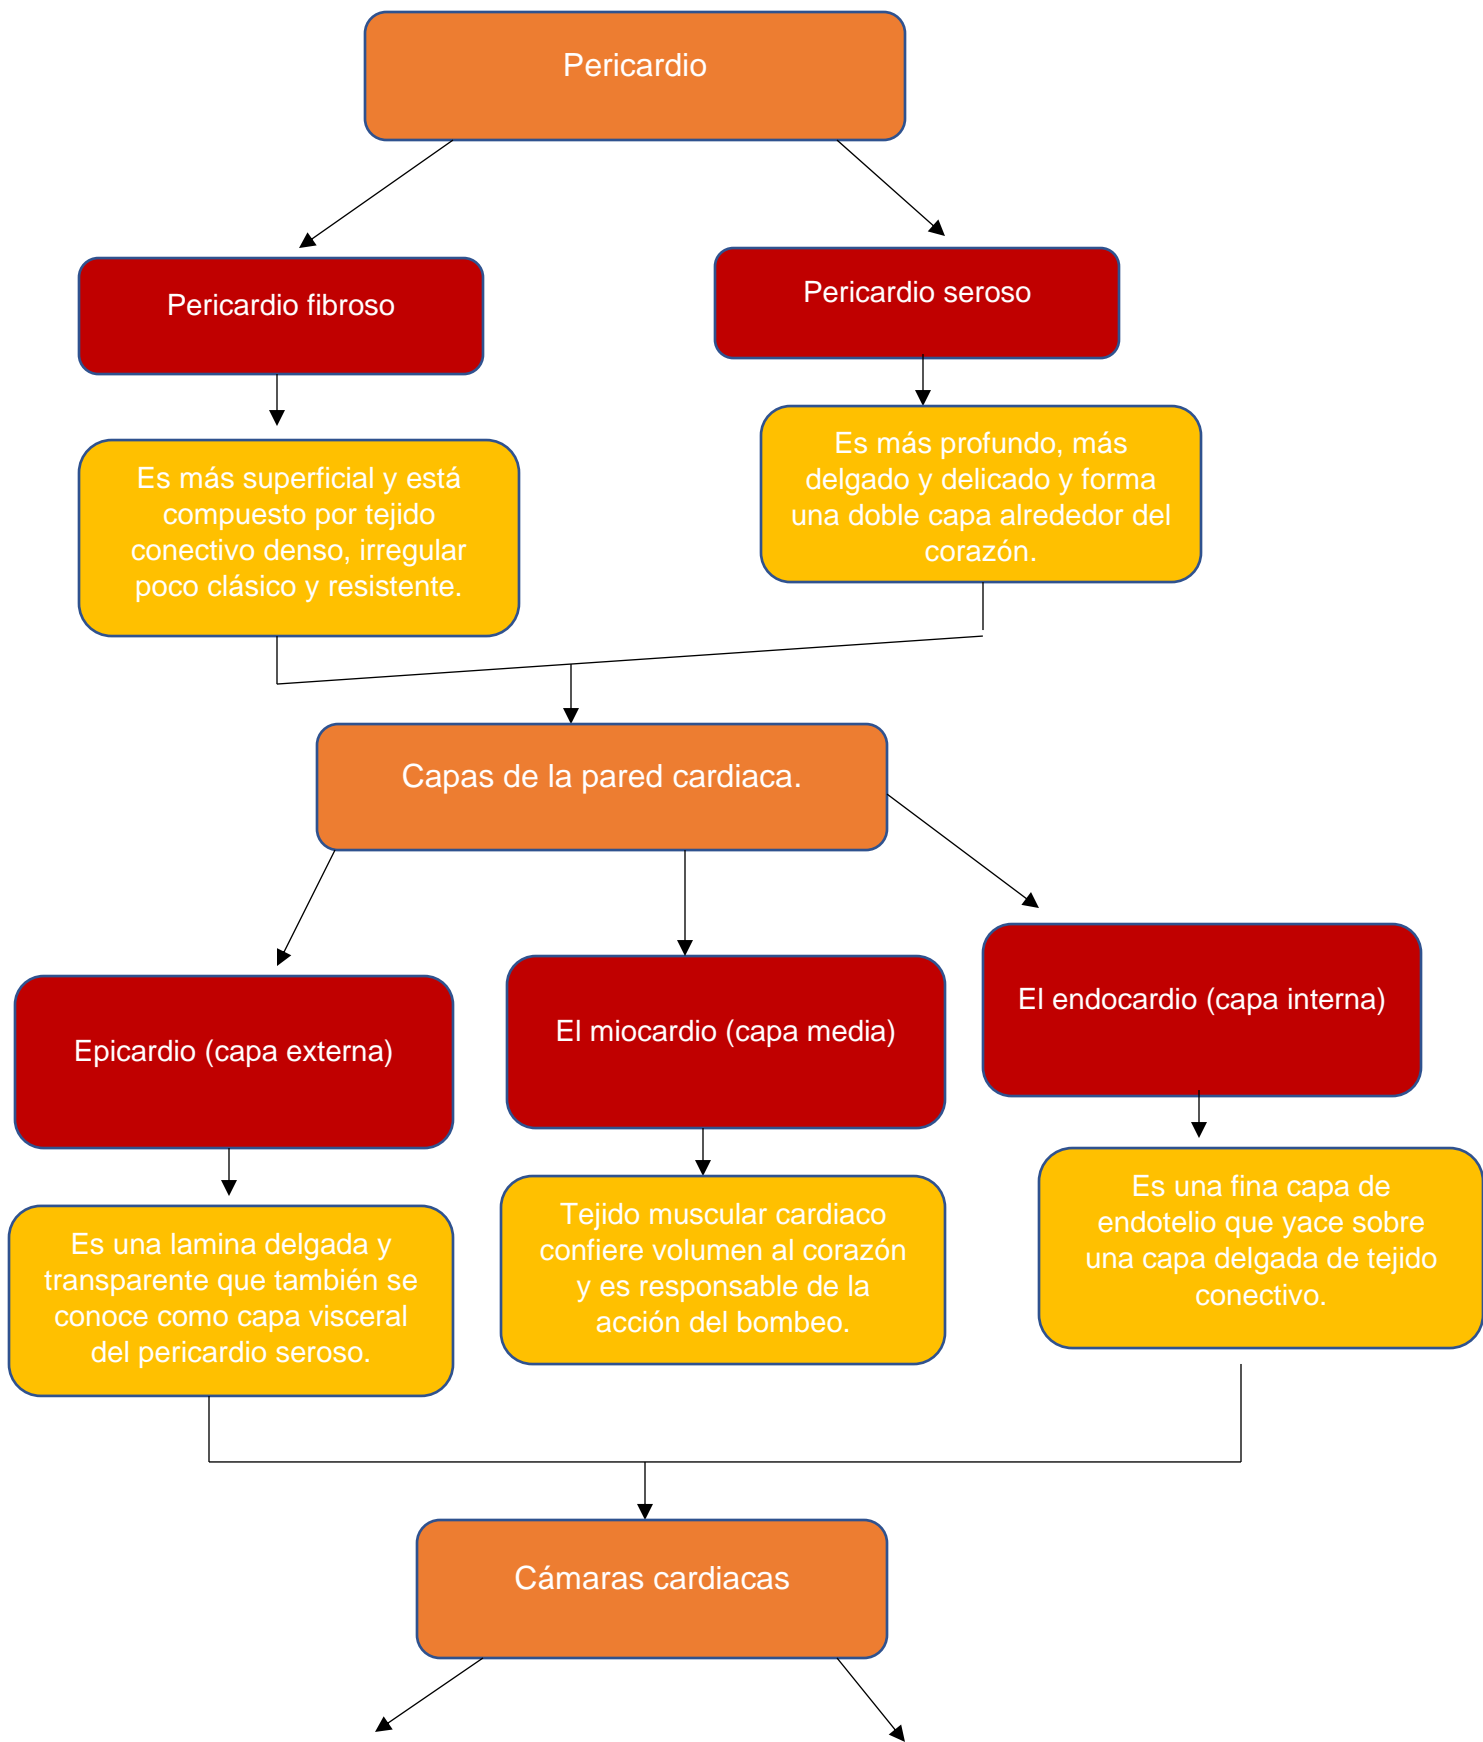 Pericardio
Pericardio fibroso
Pericardio seroso
Es más superficial y está
compuesto por tejido
conectivo denso, irregular
poco clásico y resistente.
Es más profundo, más
delgado y delicado y forma
una doble capa alrededor del
corazón.
Capas de la pared cardiaca.
Epicardio (capa externa)
El miocardio (capa media)
El endocardio (capa interna)
Es una lamina delgada y
transparente que también se
conoce como capa visceral
del pericardio seroso.
Tejido muscular cardiaco
confiere volumen al corazón
y es responsable de la
acción del bombeo.
Es una fina capa de
endotelio que yace sobre
una capa delgada de tejido
conectivo.
Cámaras cardiacas